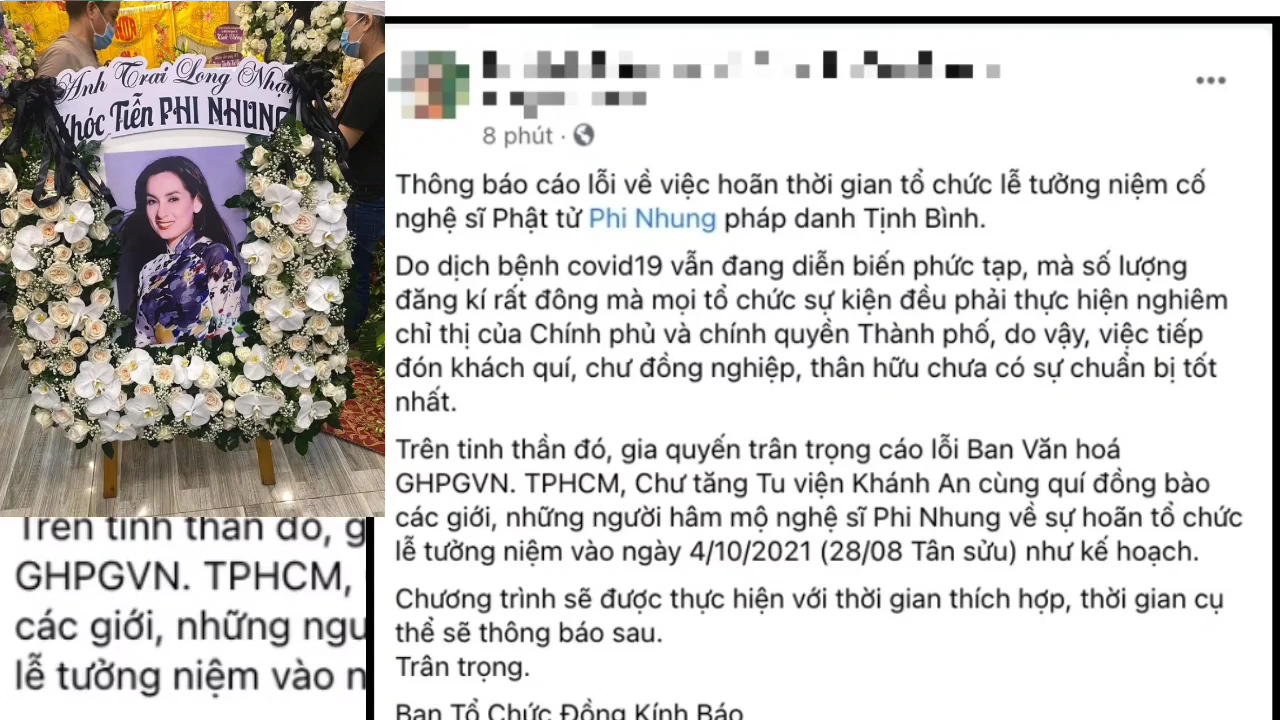 Anh Trai Long Nhật
Khóc Tiễn PHI NHUNG
8 phút ·
Thông báo cáo lỗi về việc hoãn thời gian tổ chức lễ tưởng niệm cố
nghệ sĩ Phật tử Phi Nhung pháp danh Tịnh Bình.
Do dịch bệnh covid19 vẫn đang diễn biến phức tạp, mà số lượng
đăng kí rất đông mà mọi tổ chức sự kiện đều phải thực hiện nghiêm
chỉ thị của Chính phủ và chính quyền Thành phố, do vậy, việc tiếp
đón khách quí, chư đồng nghiệp, thân hữu chưa có sự chuẩn bị tốt
nhất.
Trên tinh thần đó, gia quyến trân trọng cáo lỗi Ban Văn hoá
GHPGVN. TPHCM, Chư tăng Tu viện Khánh An cùng quí đồng bào
các giới, những người hâm mộ nghệ sĩ Phi Nhung về sự hoãn tổ chức
lễ tưởng niệm vào ngày 4/10/2021 (28/08 Tân sửu) như kế hoạch.
Chương trình sẽ được thực hiện với thời gian thích hợp, thời gian cụ
thể sẽ thông báo sau.
Trân trọng.
Ban Tổ Chức Đồng Kính Báo
Trên tinh thần đó, g
GHPGVN. TPHCM,
các giới, những ngu
lễ tưởng niệm vào n